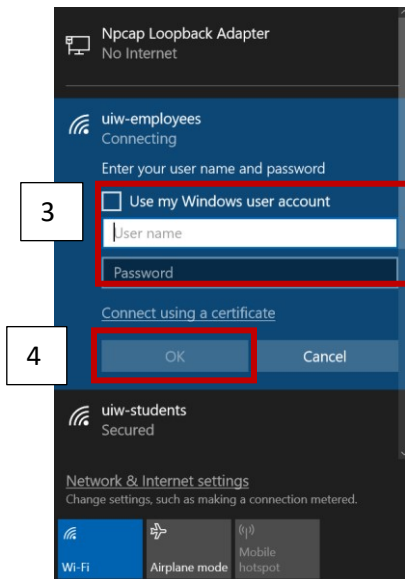 Npcap Loopback Adapter
No Internet
uiw-employees
Connecting
Enter your user name and password
3
Use my Windows user account
User name
Password
Connect using a certificate
4
OK
Cancel
uiw-students
Secured
Network & Internet settings
Change settings, such as making a connection metered.
Wi-Fi
Airplane mode
Mobile
hotspot